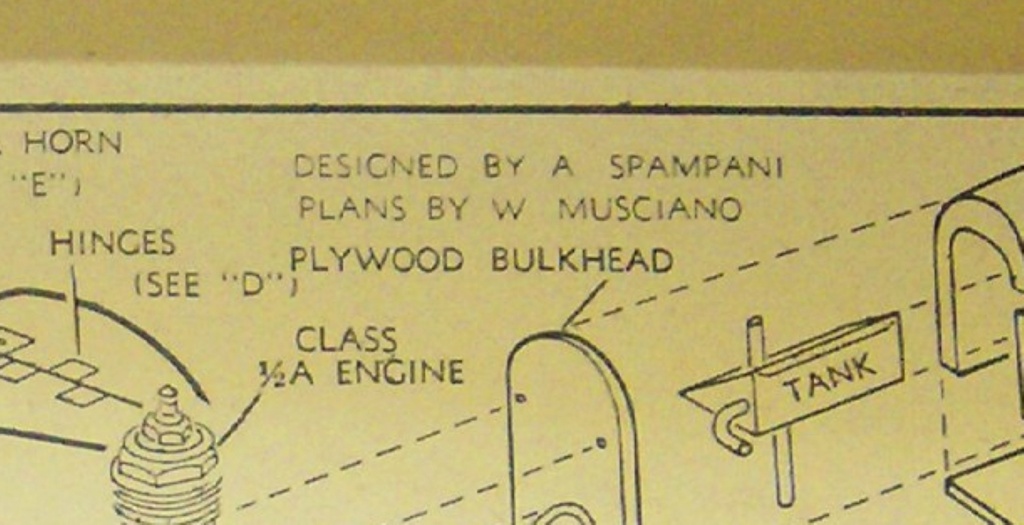 HORN
"E")
DESIGNED BY A SPAMPANI
PLANS BY W MUSCIANO
HINGES
(SEE "D")
PLYWOOD BULKHEAD
CLASS
½A ENGINE
TANK